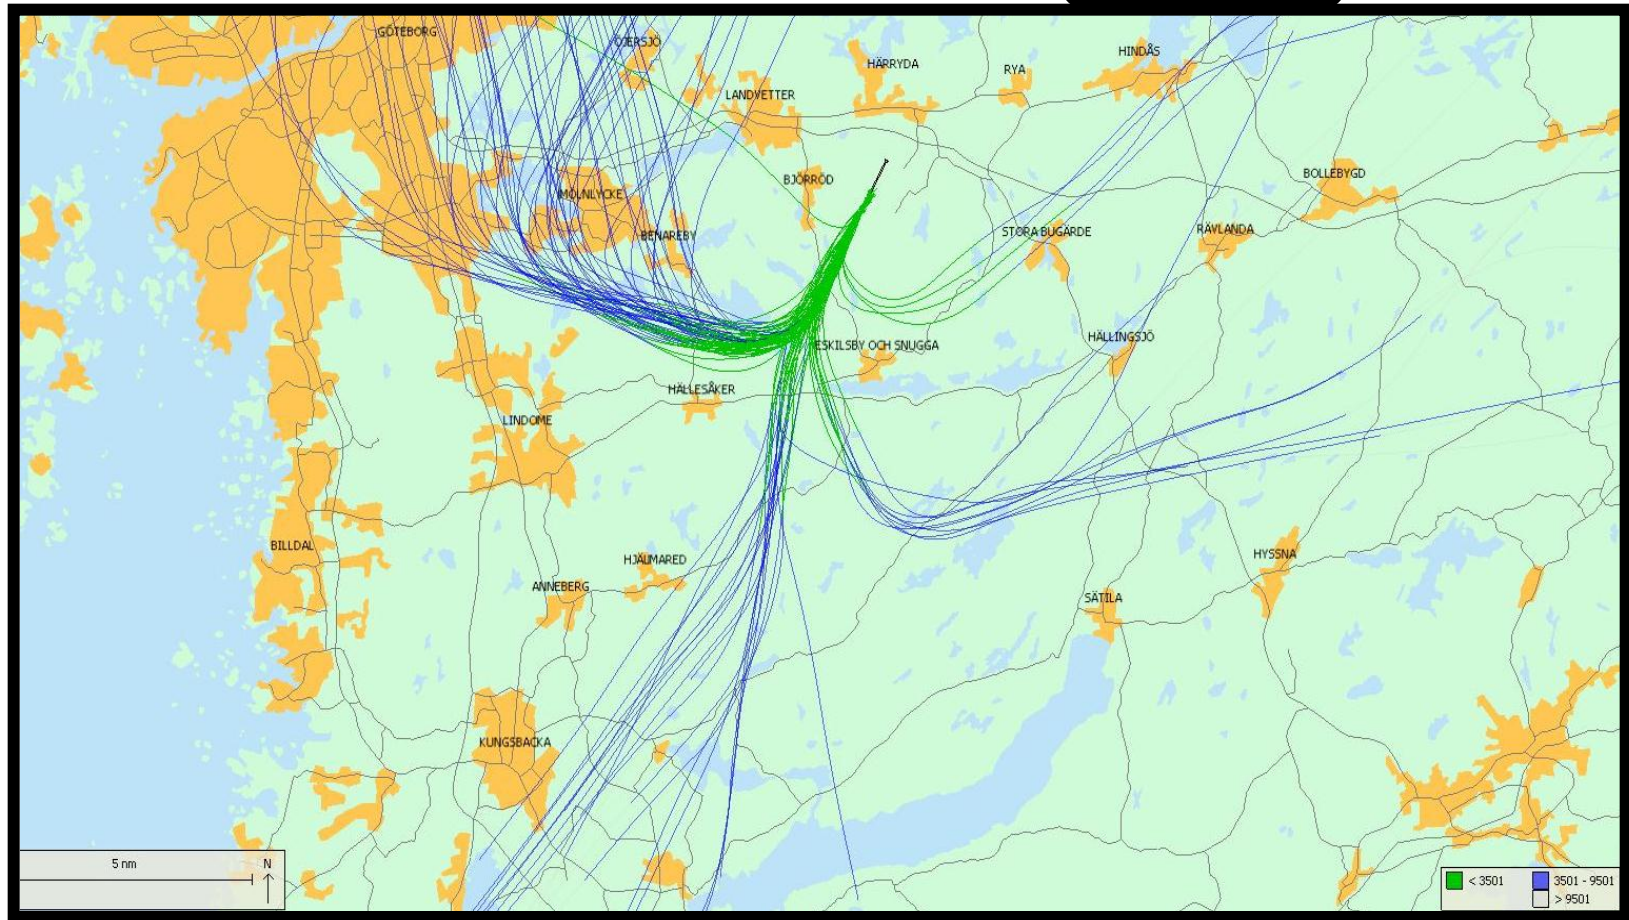 GÖTEBORG
ÖJERSJÖ
HINDÅS
HÄRRYDA
RYA
LANDVETTER
BOLLEBYGD
BJÖRRÖD
MÖLNLYCKE
RÄVLANDA
STORA BUGÄRDE
BENAREBY
HÄLLINGSJÖ
ESKILSBY OCH SNUGGA
HÄLLESÅKER
LINDOME
BILLDAL
HYSSNA
HJÄLMARED
ANNEBERG
SÄTILA
KUNGSBACKA
5 nm N
< 3501 3501 - 9501
> 9501